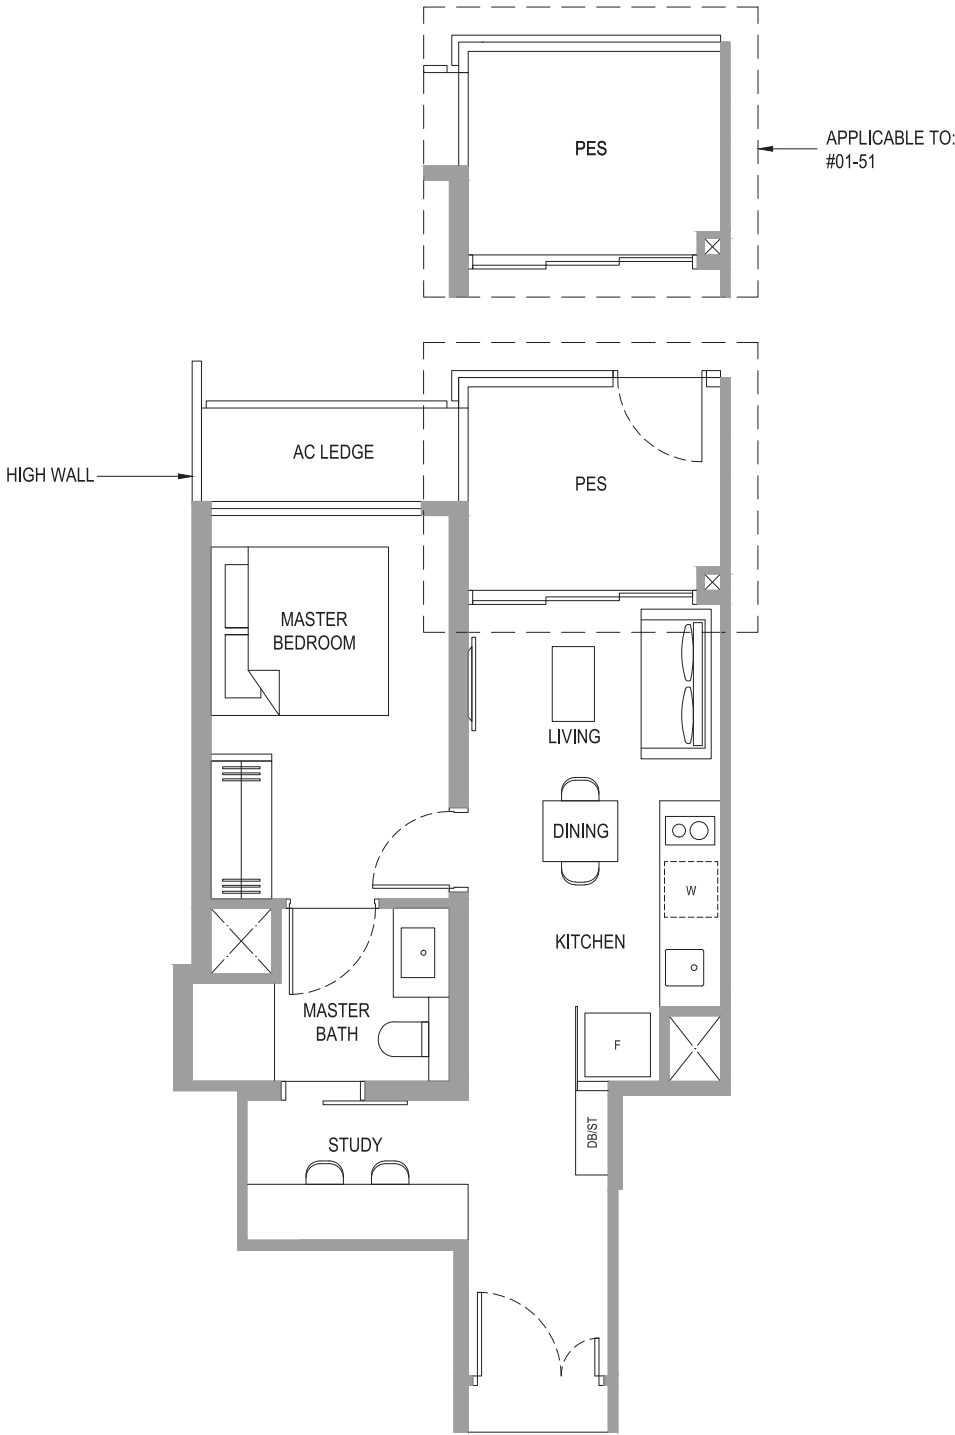 PES
APPLICABLE TO:
#01-51
AC LEDGE
HIGH WALL
PES
MASTER
BEDROOM
LIVING
DINING
W
KITCHEN
MASTER
BATH
F
DB/ST
STUDY